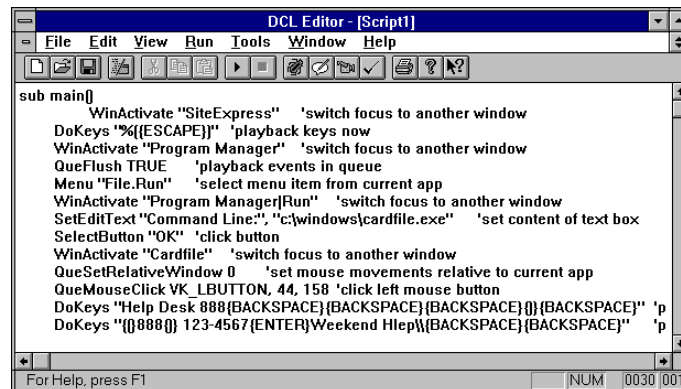 DCL Editor - [Script1]
File Edit View Run Tools Window Help
sub main()
WinActivate "SiteExpress" 'switch focus to another window
DoKeys "%({ESCAPE})" 'playback keys now
WinActivate "Program Manager" 'switch focus to another window
QueFlush TRUE 'playback events in queue
Menu "File.Run" 'select menu item from current app
WinActivate "Program Manager|Run" 'switch focus to another window
SetEditText "Command Line:", "c:\windows\cardfile.exe" 'set content of text box
SelectButton "OK" 'click button
WinActivate "Cardfile" 'switch focus to another window
QueSetRelativeWindow 0 'set mouse movements relative to current app
QueMouseClick VK_LBUTTON, 44, 158 'click left mouse button
DoKeys "Help Desk 888{BACKSPACE}{BACKSPACE}{BACKSPACE}{(}{BACKSPACE}" 'p
DoKeys "{(}888{)} 123-4567{ENTER}Weekend Hlep\\{BACKSPACE}{BACKSPACE}" 'p
For Help, press F1 NUM 0030 001